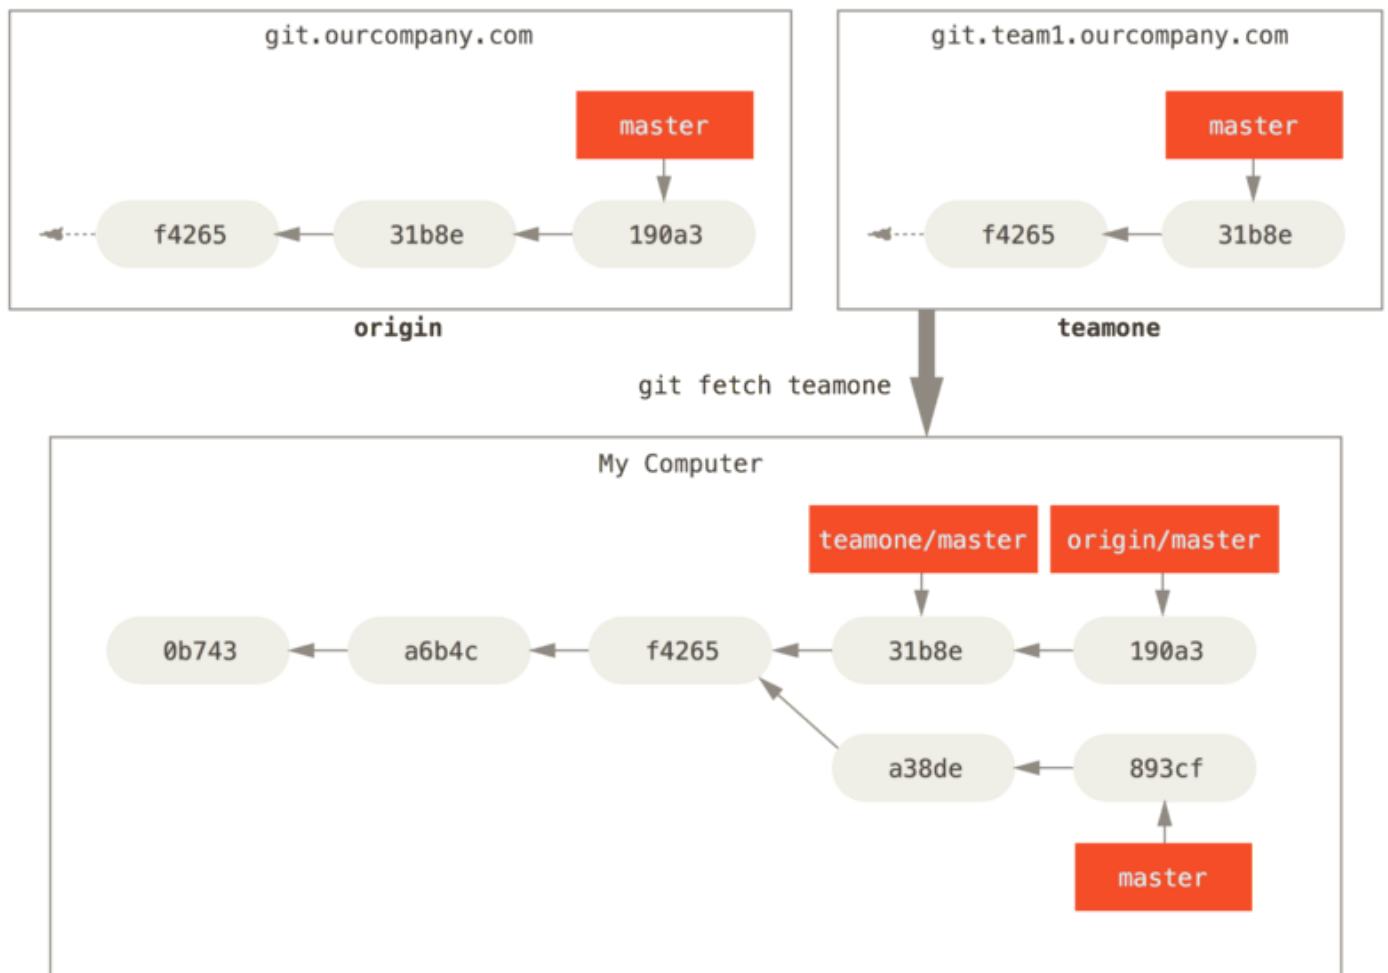 git.ourcompany.com
master
f4265
31b8e
190a3
origin
git.team1.ourcompany.com
master
f4265
31b8e
teamone
git fetch teamone
My Computer
teamone/master
origin/master
0b743
a6b4c
f4265
31b8e
190a3
a38de
893cf
master